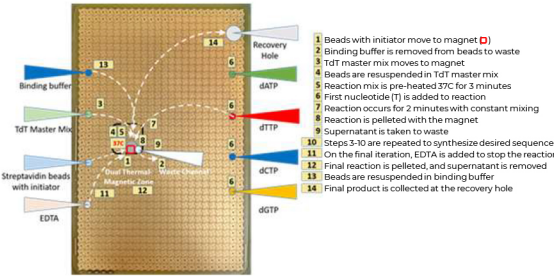 14
Recovery
Hole
13
Binding buffer
6
dATP
3
TdT Master Mix
6
dTTP
7
4 5
8
37C
9
1
2
Streptavidin beads
with initiator
Dual Thermal-
Magnetic Zone
Waste Channel
6
dCTP
12
11
EDTA
6
dGTP
1 Beads with initiator move to magnet ( )
2 Binding buffer is removed from beads to waste
3 TdT master mix moves to magnet
4 Beads are resuspended in TdT master mix
5 Reaction mix is pre-heated 37C for 3 minutes
6 First nucleotide (T) is added to reaction
7 Reaction occurs for 2 minutes with constant mixing
8 Reaction is pelleted with the magnet
9 Supernatant is taken to waste
10 Steps 3-10 are repeated to synthesize desired sequence
11 On the final iteration, EDTA is added to stop the reaction
12 Final reaction is pelleted, and supernatant is removed
13 Beads are resuspended in binding buffer
14 Final product is collected at the recovery hole